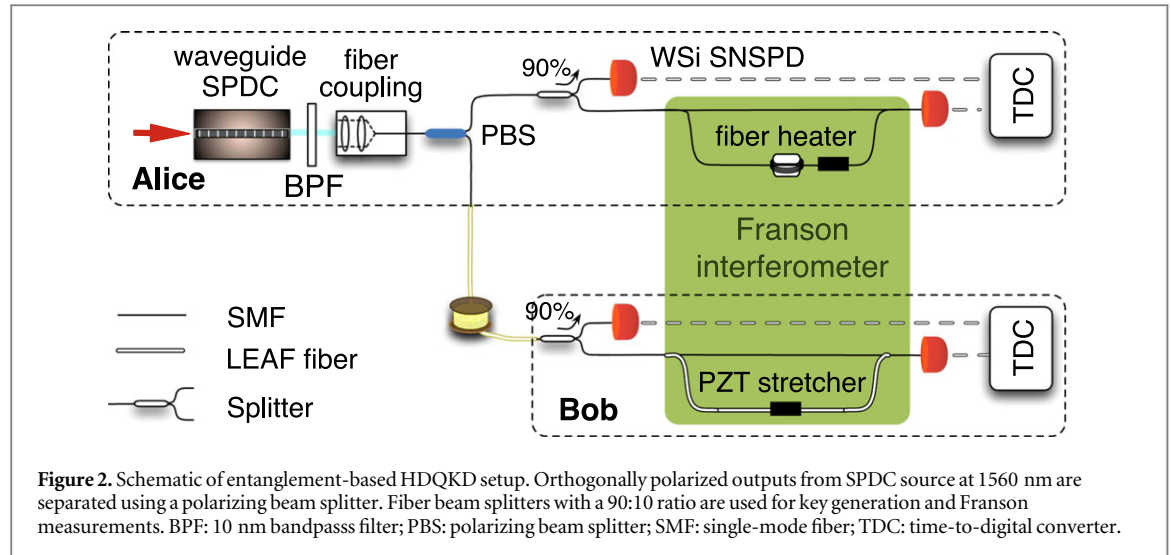 waveguide
SPDC
fiber
coupling
90%
WSi SNSPD
TDC
PBS
fiber heater
Alice
BPF
Franson
interferometer
90%
SMF
LEAF fiber
Splitter
PZT stretcher
Bob
TDC
Figure 2. Schematic of entanglement-based HDQKD setup. Orthogonally polarized outputs from SPDC source at 1560 nm are
separated using a polarizing beam splitter. Fiber beam splitters with a 90:10 ratio are used for key generation and Franson
measurements. BPF: 10 nm bandpasss filter; PBS: polarizing beam splitter; SMF: single-mode fiber; TDC: time-to-digital converter.